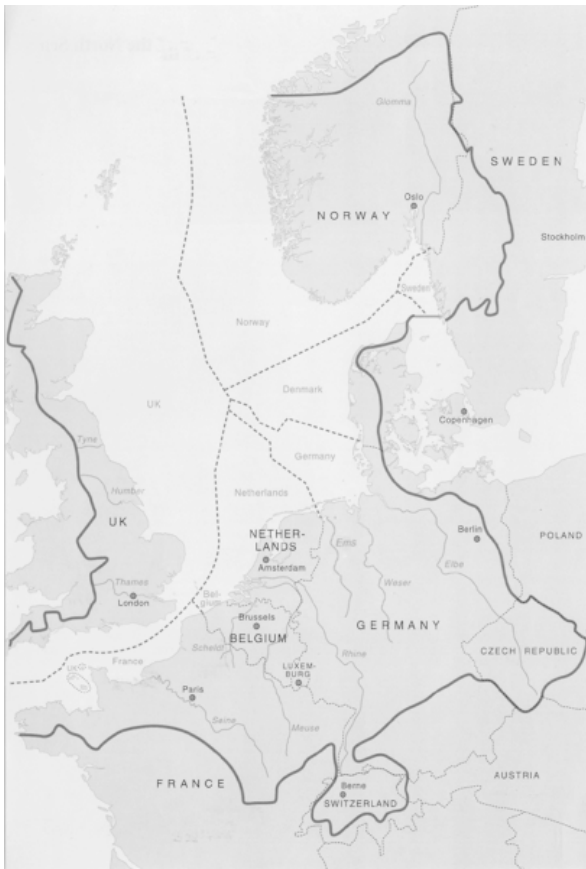 Glomma
SWEDEN
Oslo
NORWAY
Stockholm
Sweden
Norway
Denmark
UK
Copenhagen
Tyne
Germany
Humber
Netherlands
UK
NETHER-
LANDS
Amsterdam
Ems
Berlin
POLAND
Elbe
Weser
Thames
London
Bel-
gium
Brussels
BELGIUM
GERMANY
Scheldt
CZECH REPUBLIC
France
UK
LUXEM-
BURG
Rhine
Paris
Seine
Meuse
FRANCE
Berne
SWITZERLAND
AUSTRIA